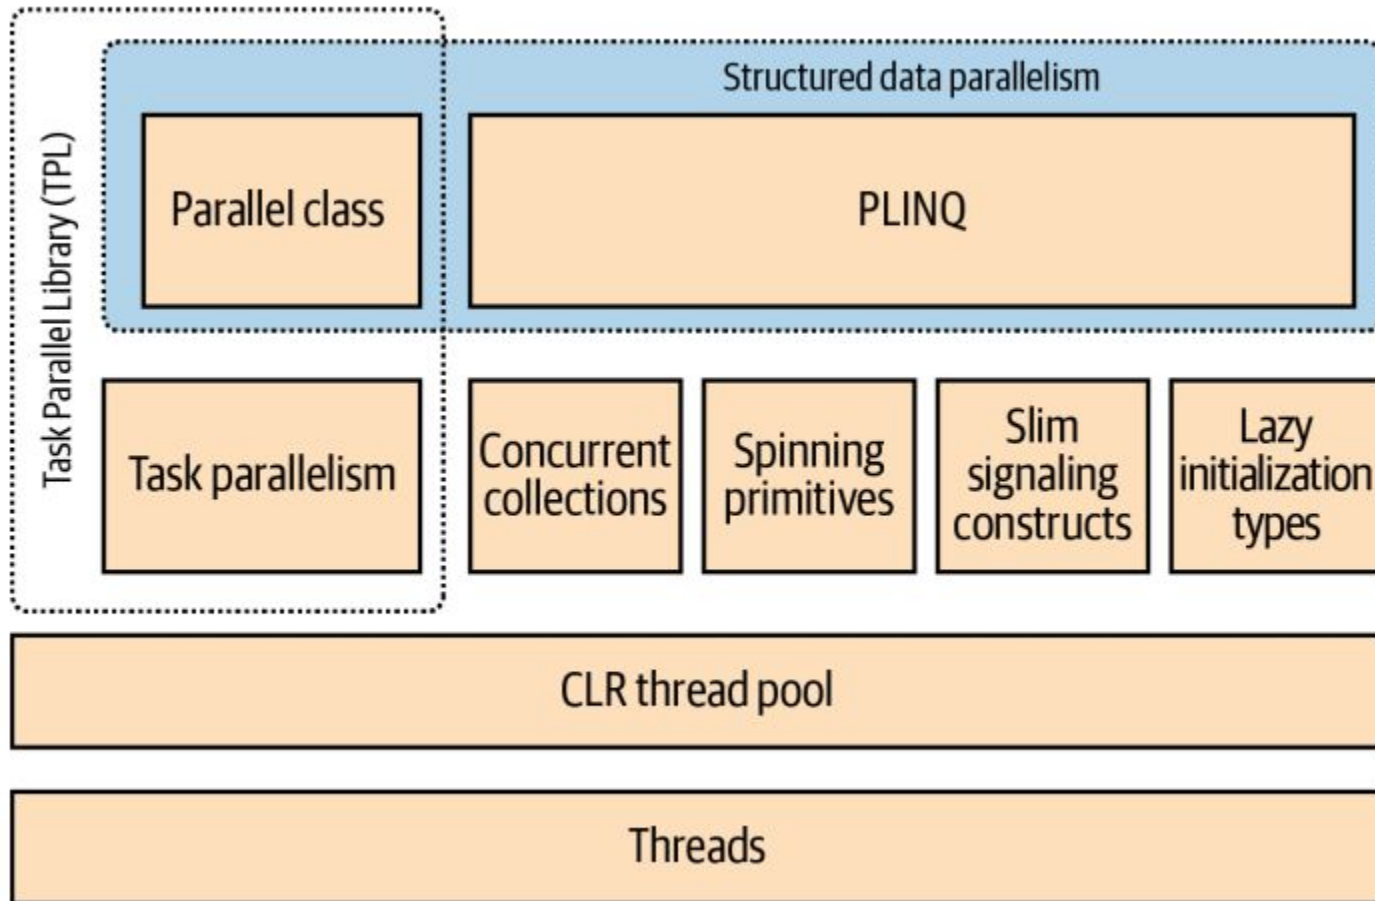 Structured data parallelism
Task Parallel Library (TPL)
Parallel class
PLINQ
Task parallelism
Concurrent
collections
Spinning
primitives
Slim
signaling
constructs
Lazy
initialization
types
CLR thread pool
Threads